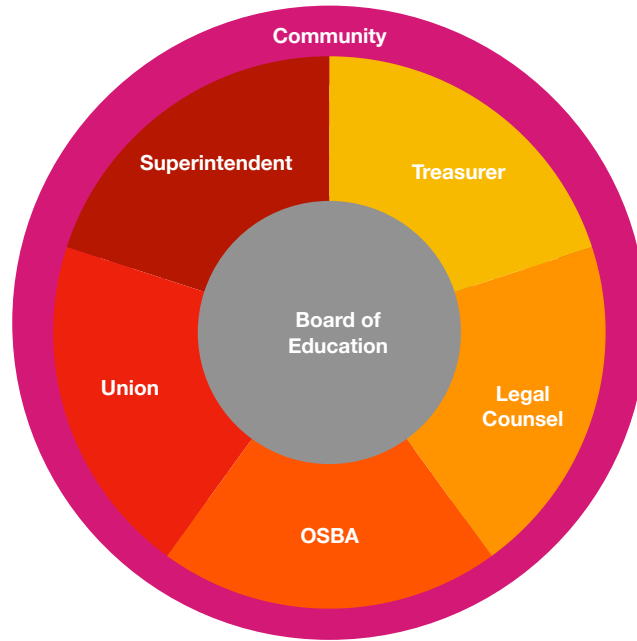 Community
Superintendent
Treasurer
Board of
Education
Union
Legal
Counsel
OSBA